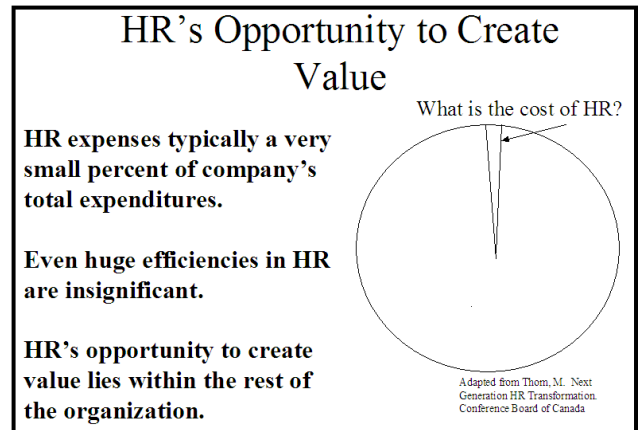 HR's Opportunity to Create
Value
What is the cost of HR?
HR expenses typically a very
small percent of company's
total expenditures.
Even huge efficiencies in HR
are insignificant.
HR's opportunity to create
value lies within the rest of
the organization.
Adapted from Thom, M. Next
Generation HR Transformation.
Conference Board of Canada